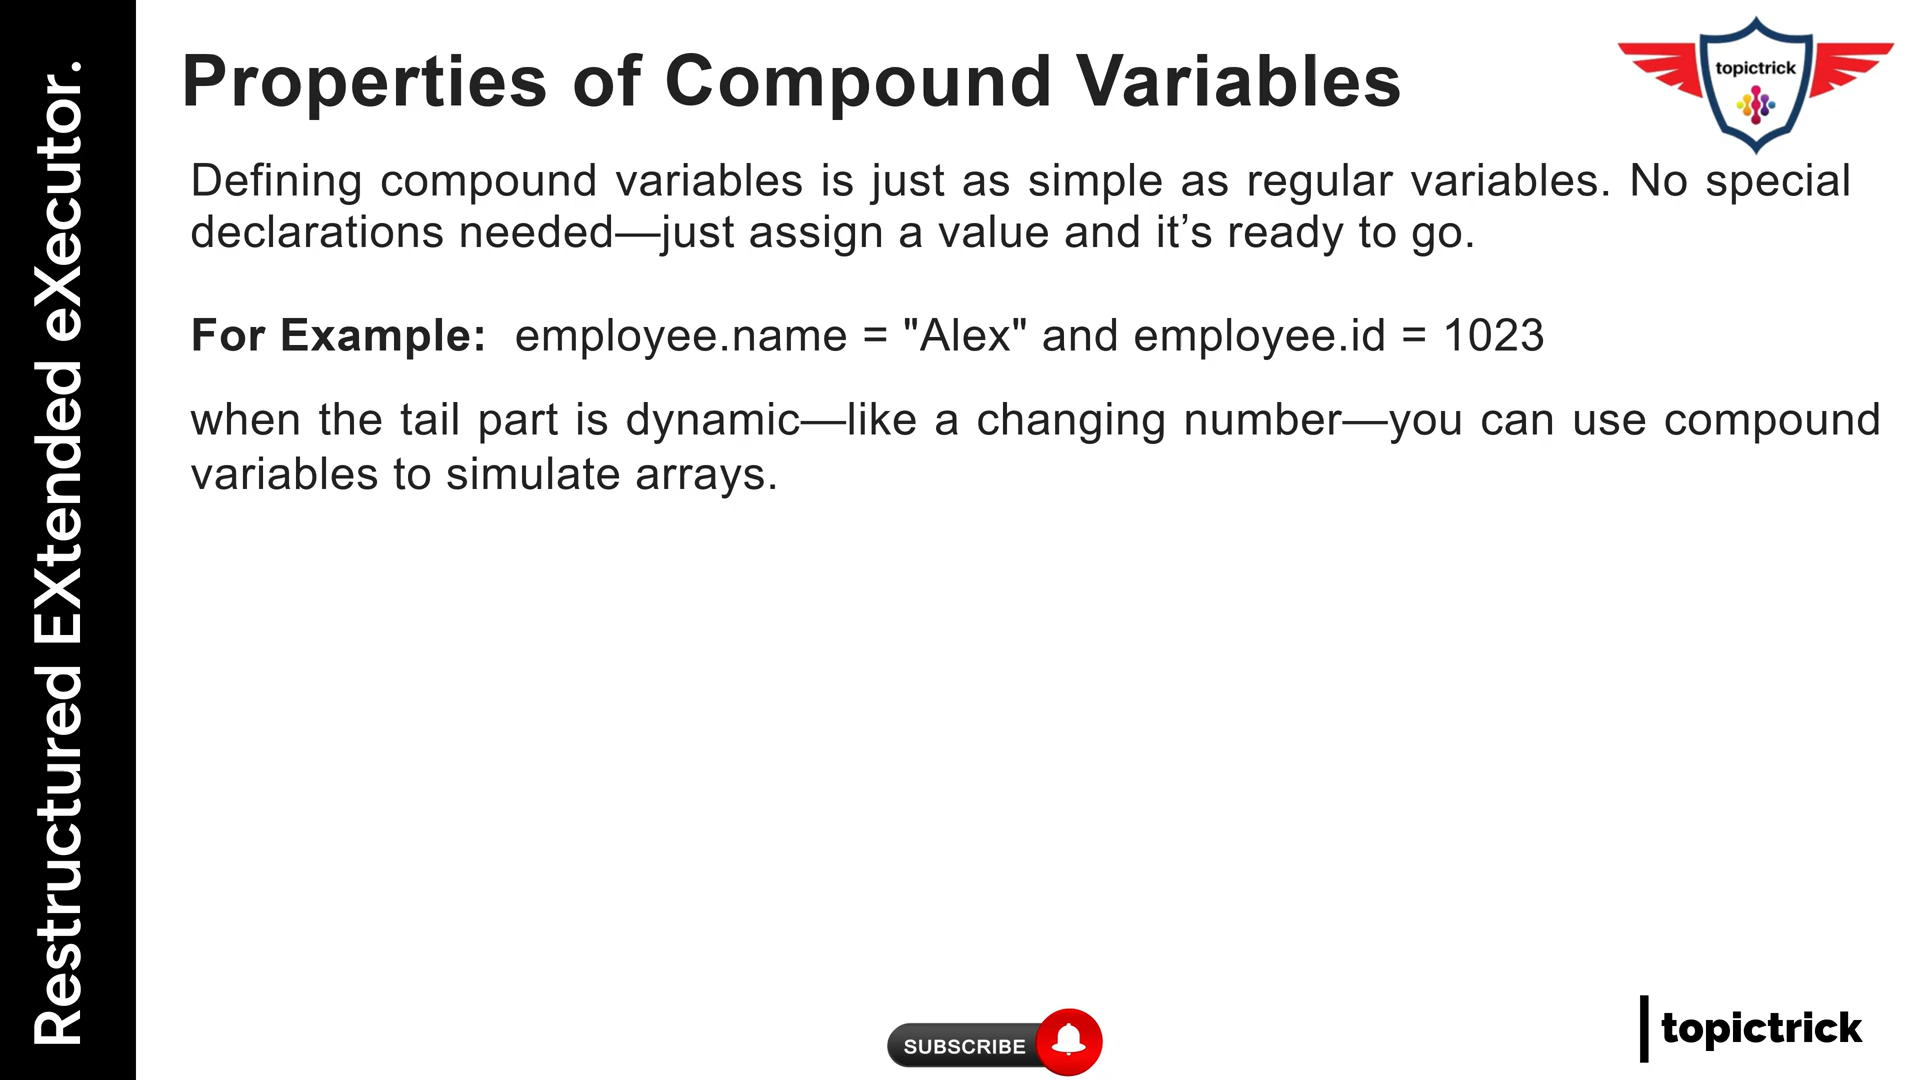 Restructured EXtended eXecutor.
Properties of Compound Variables
topictrick
Defining compound variables is just as simple as regular variables. No special
declarations needed—just assign a value and it’s ready to go.
For Example: employee.name = "Alex" and employee.id = 1023
when the tail part is dynamic—like a changing number—you can use compound
variables to simulate arrays.
SUBSCRIBE
topictrick